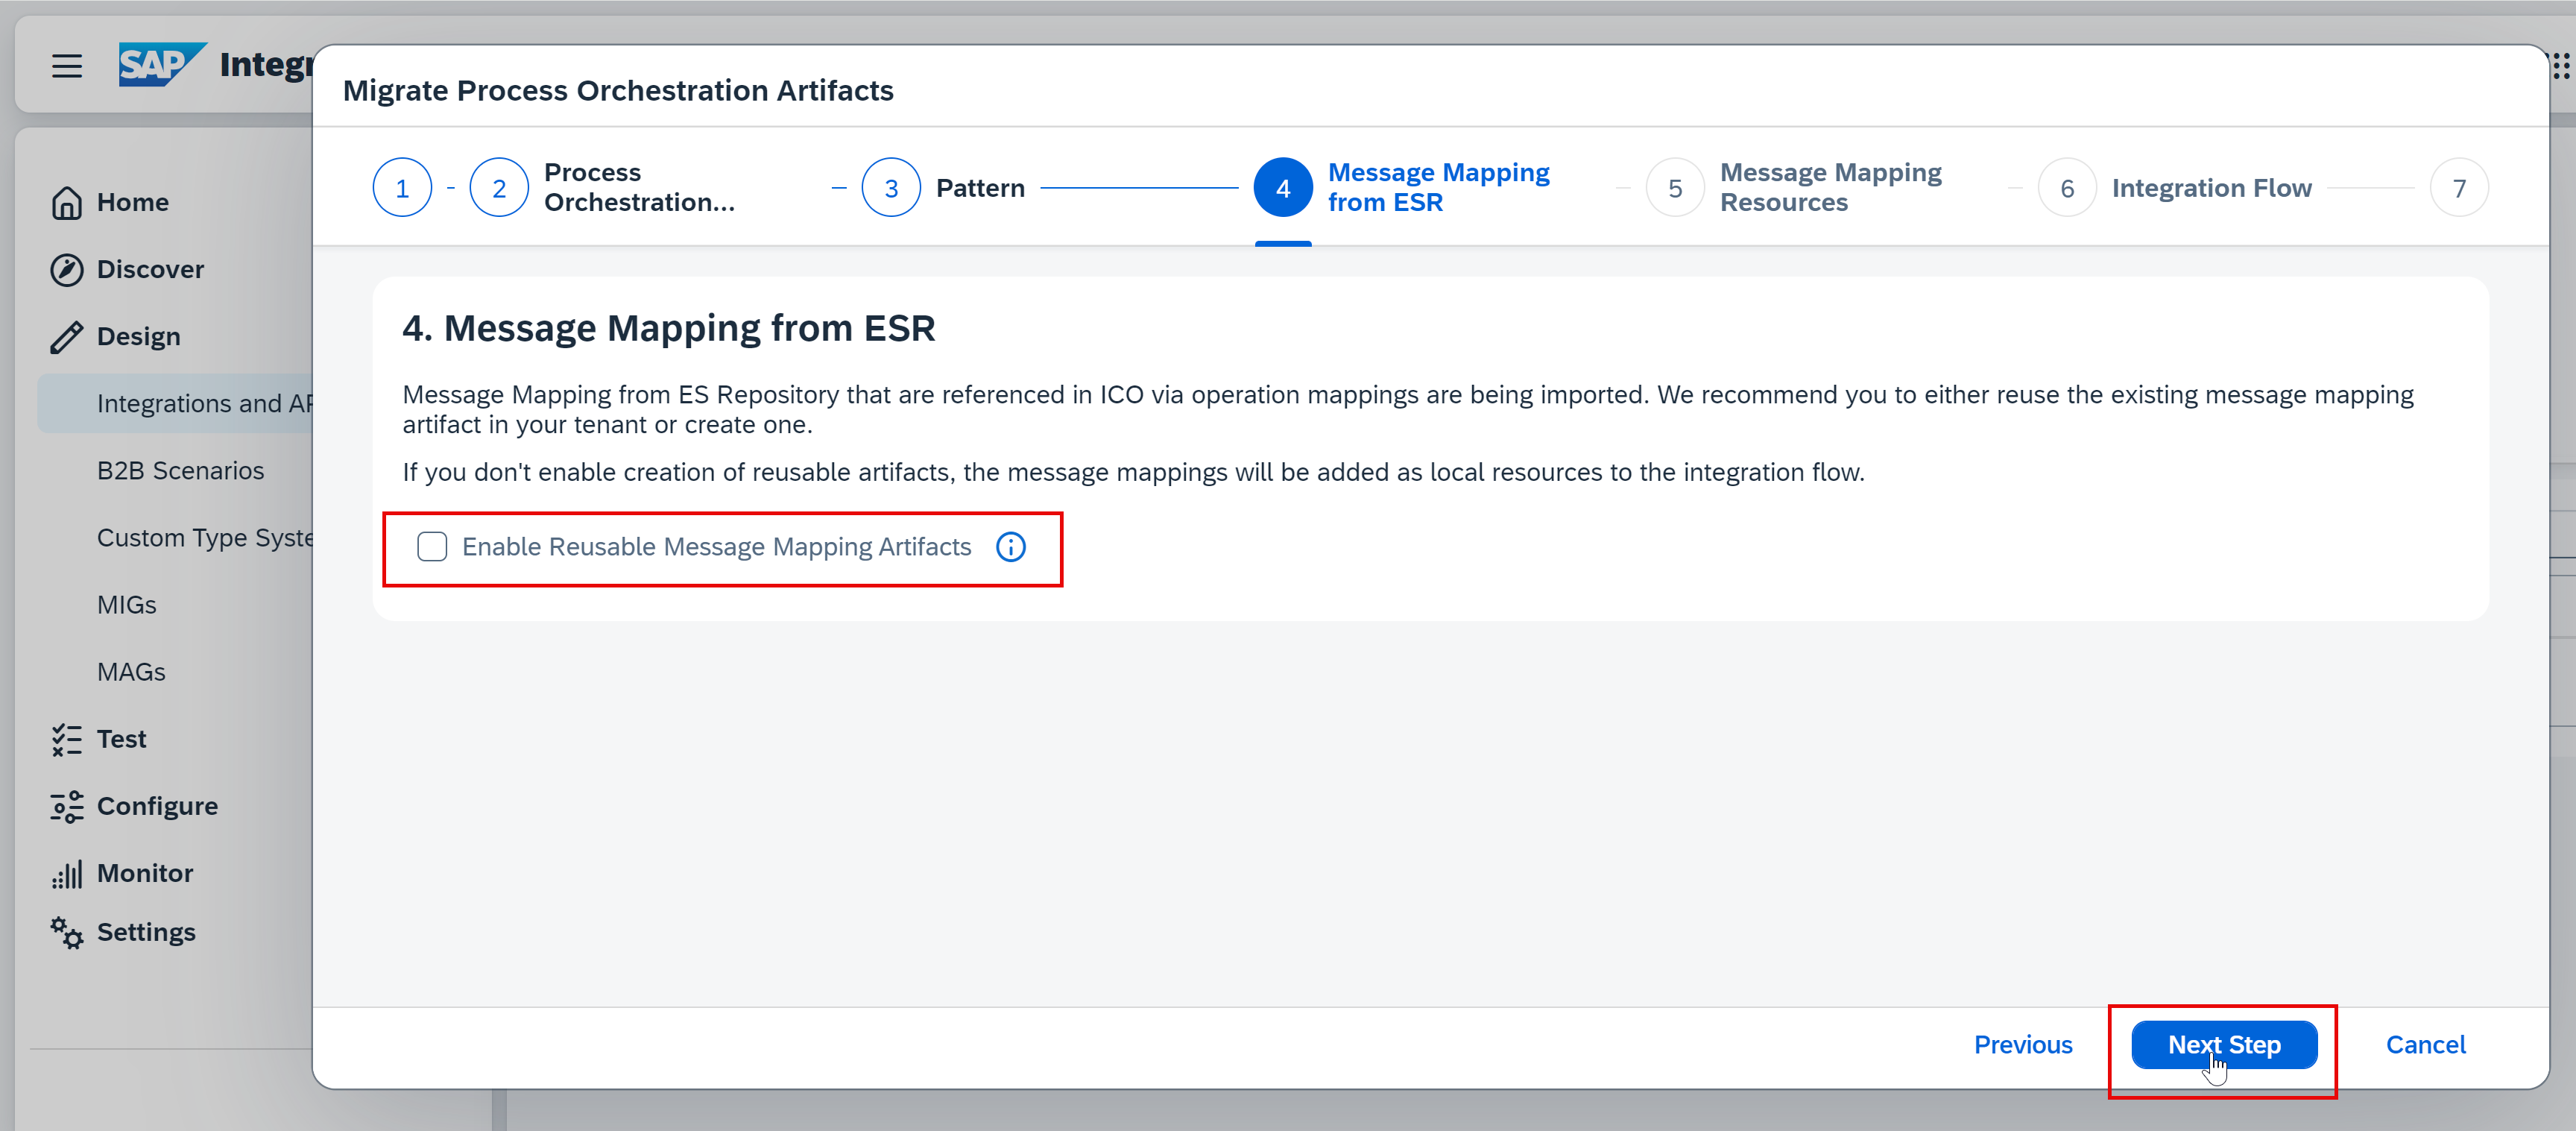 SAP Integr
Migrate Process Orchestration Artifacts
1
2
Process
Orchestration...
3
Pattern
4
Message Mapping
from ESR
5
Message Mapping
Resources
6
Integration Flow
7
Home
Discover
Design
Integrations and AP
B2B Scenarios
Custom Type Syste
MIGs
MAGs
Test
Configure
Monitor
Settings
4. Message Mapping from ESR
Message Mapping from ES Repository that are referenced in ICO via operation mappings are being imported. We recommend you to either reuse the existing message mapping
artifact in your tenant or create one.
If you don't enable creation of reusable artifacts, the message mappings will be added as local resources to the integration flow.
Enable Reusable Message Mapping Artifacts
Previous
Next Step
Cancel